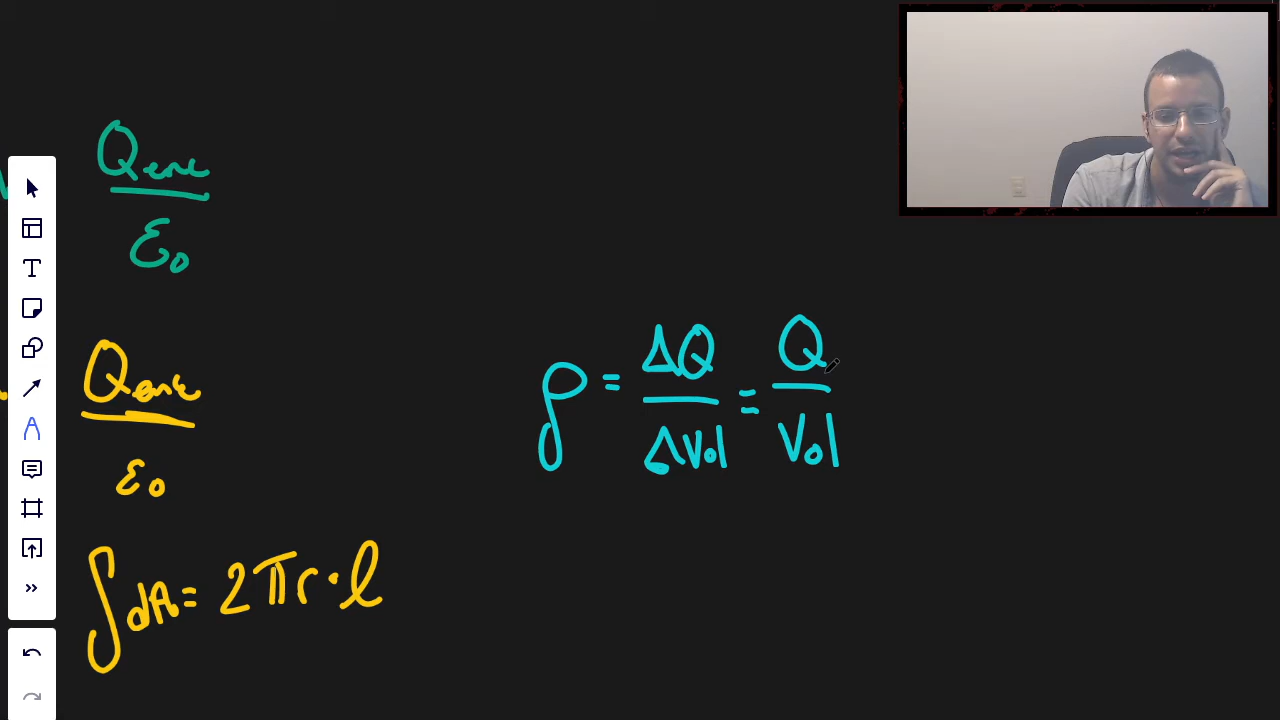 Qenc
ε₀
Qenc
ε₀
∫dA = 2πr·l
ρ = ΔQ/ΔVol = Q/Vol
T
A
»